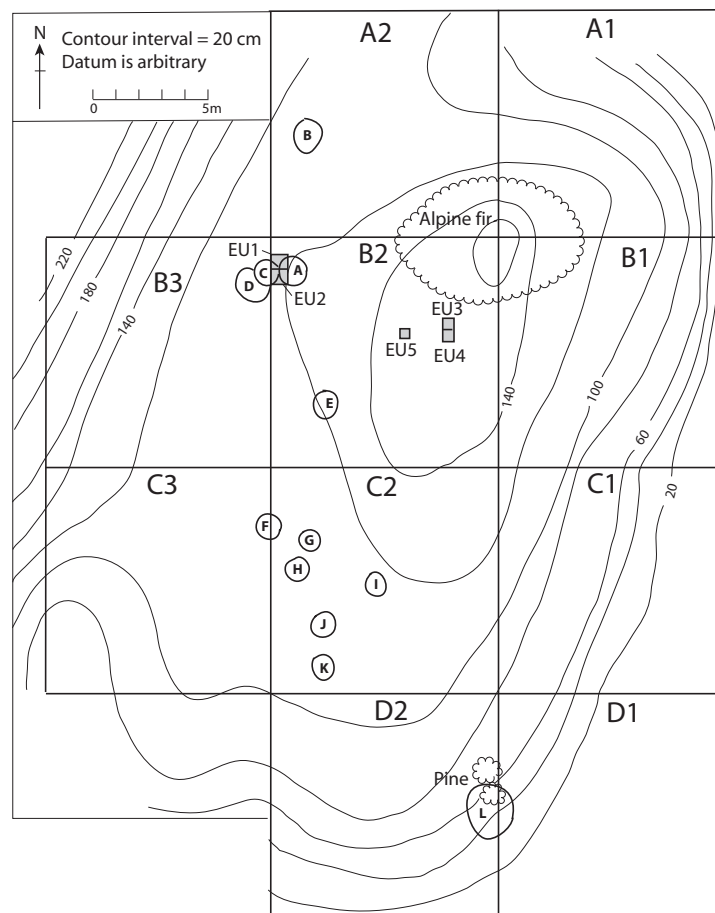 N
Contour interval = 20 cm
Datum is arbitrary
0 5m
A2
A1
B
Alpine fir
EU1
B2
B1
B3
220
C
A
D
180
EU2
EU3
140
EU5
EU4
140
100
E
60
C3
C2
C1
20
F
G
H
I
J
K
D2
D1
Pine
L